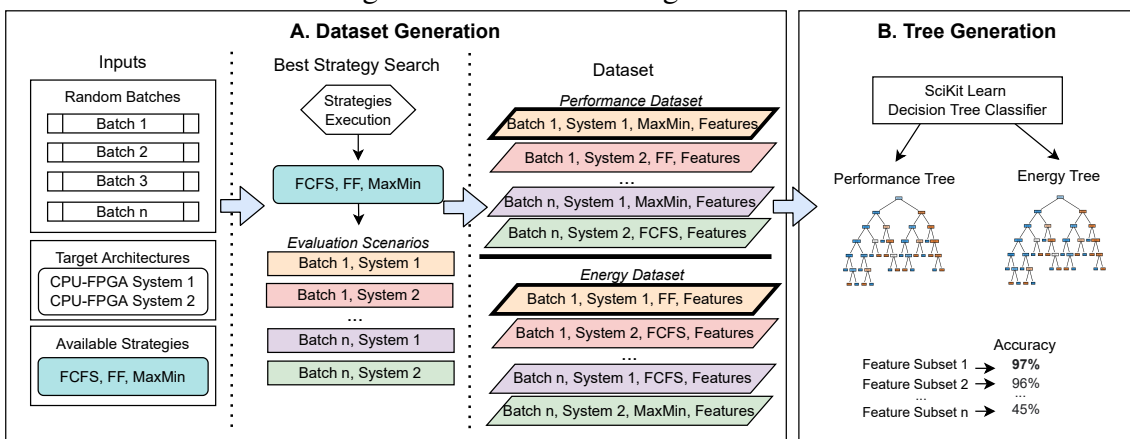 A. Dataset Generation
Inputs
Random Batches
Batch 1
Batch 2
Batch 3
Batch n
Target Architectures
CPU-FPGA System 1
CPU-FPGA System 2
Available Strategies
FCFS, FF, MaxMin
Best Strategy Search
Strategies
Execution
FCFS, FF, MaxMin
Evaluation Scenarios
Batch 1, System 1
Batch 1, System 2
...
Batch n, System 1
Batch n, System 2
Dataset
Performance Dataset
Batch 1, System 1, MaxMin, Features
Batch 1, System 2, FF, Features
...
Batch n, System 1, MaxMin, Features
Batch n, System 2, FCFS, Features
Energy Dataset
Batch 1, System 1, FF, Features
Batch 1, System 2, FCFS, Features
...
Batch n, System 1, FCFS, Features
Batch n, System 2, MaxMin, Features
B. Tree Generation
SciKit Learn
Decision Tree Classifier
Performance Tree
Energy Tree
Accuracy
Feature Subset 1 97%
Feature Subset 2 96%
... ...
Feature Subset n 45%